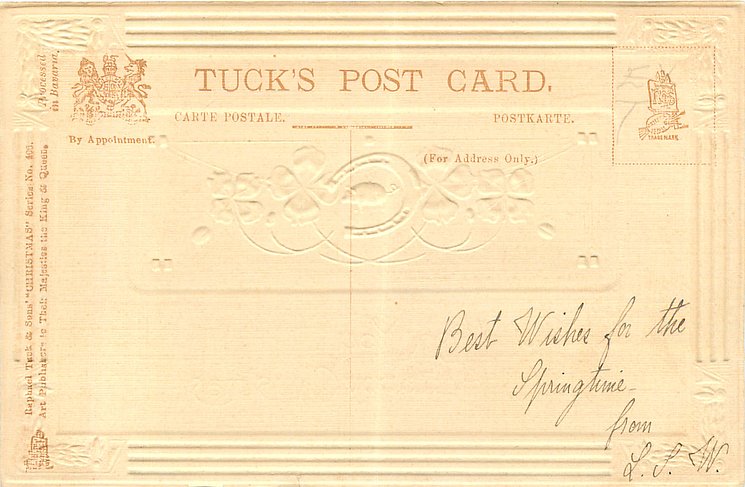 Processed
in Bavaria.
TUCK'S POST CARD.
CARTE POSTALE.
POSTKARTE.
By Appointment.
(For Address Only.)
TRADE MARK
Raphael Tuck & Sons' "CHRISTMAS" Series No.
Art Publishers to Their Majesties the King & Queen.
Best Wishes for the
Springtime
from
L. S. W.